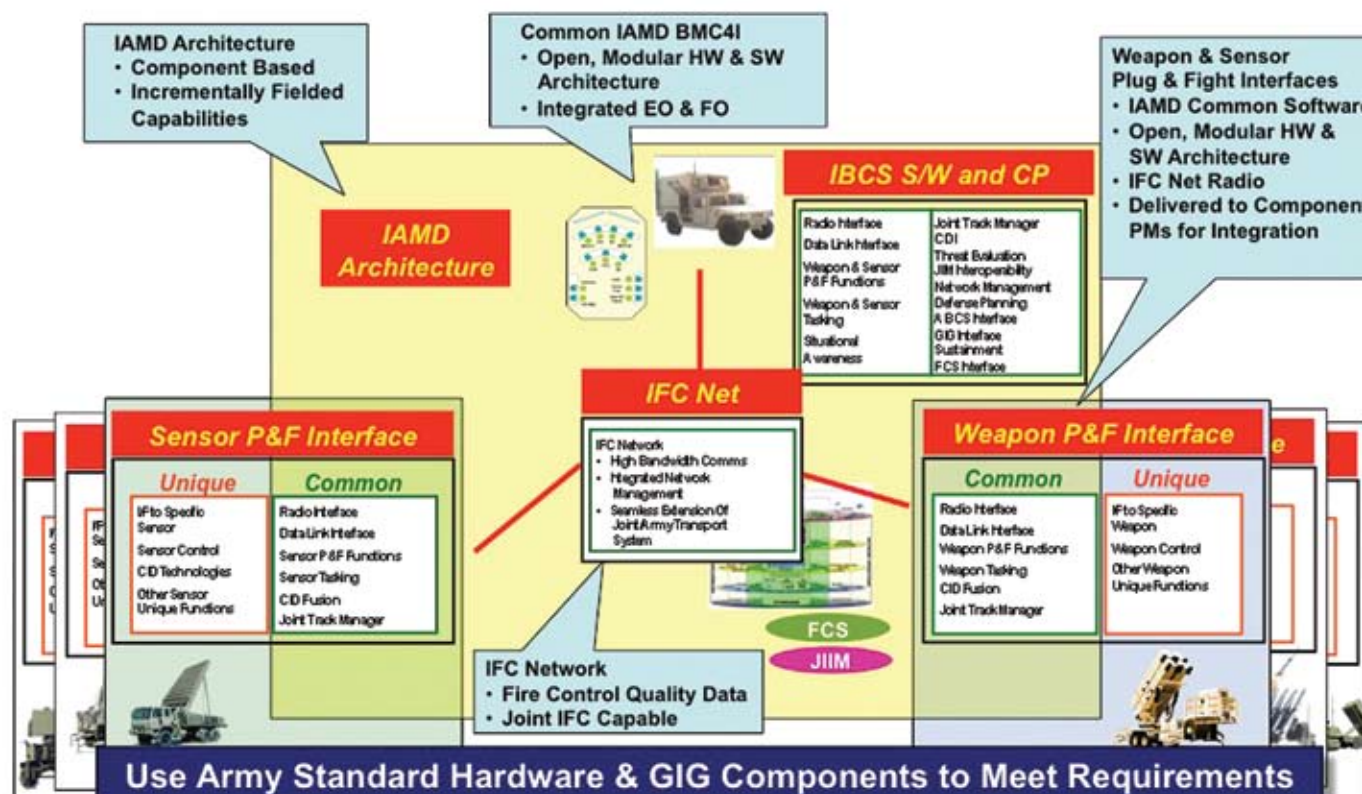 IAMD Architecture
• Component Based
• Incrementally Fielded
Capabilities
Common IAMD BMC4I
• Open, Modular HW & SW
Architecture
• Integrated EO & FO
Weapon & Sensor
Plug & Fight Interfaces
• IAMD Common Software
• Open, Modular HW &
SW Architecture
• IFC Net Radio
• Delivered to Componen
PMs for Integration
IAMD
Architecture
IBCS S/W and CP
Radio Interface
Data Link Interface
Weapon & Sensor
P&F Functions
Weapon & Sensor
Tasking
Situational
Awareness
Joint Track Manager
CDI
Threat Evaluation
JIIM Interoperability
Network Management
Defense Planning
ABCS Interface
GIG Interface
Sustainment
FCS Interface
IFC Net
IFC Network
• High Bandwidth Comms
• Integrated Network
Management
• Seamless Extension Of
Joint Army Transport
System
Sensor P&F Interface
Unique
IF to Specific
Sensor
Sensor Control
CID Technologies
Other Sensor
Unique Functions
Common
Radio Interface
Data Link Interface
Sensor P&F Functions
Sensor Tasking
CID Fusion
Joint Track Manager
Weapon P&F Interface
Common
Radio Interface
Data Link Interface
Weapon P&F Functions
Weapon Tasking
CID Fusion
Joint Track Manager
Unique
IF to Specific
Weapon
Weapon Control
Other Weapon
Unique Functions
FCS
JIIM
IFC Network
• Fire Control Quality Data
• Joint IFC Capable
Use Army Standard Hardware & GIG Components to Meet Requirements